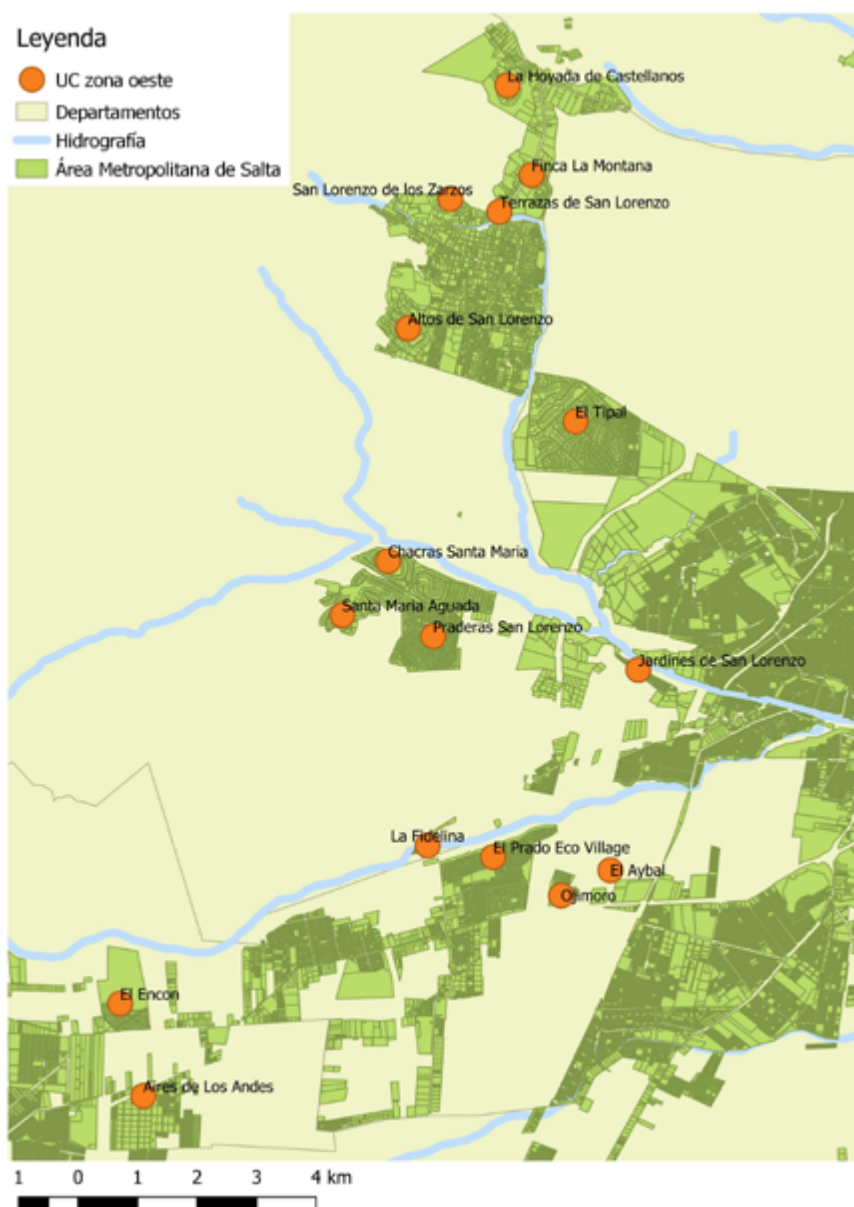 Leyenda
UC zona oeste
Departamentos
Hidrografía
Área Metropolitana de Salta
La Hoyada de Castellanos
Finca La Montana
San Lorenzo de los Zarzos
Terrazas de San Lorenzo
Altos de San Lorenzo
El Tipal
Chacras Santa Maria
Santa Maria Aguada
Praderas San Lorenzo
Jardines de San Lorenzo
La Fidelina
El Prado Eco Village
El Aybal
Ojimoro
El Encon
Aires de Los Andes
1 0 1 2 3 4 km